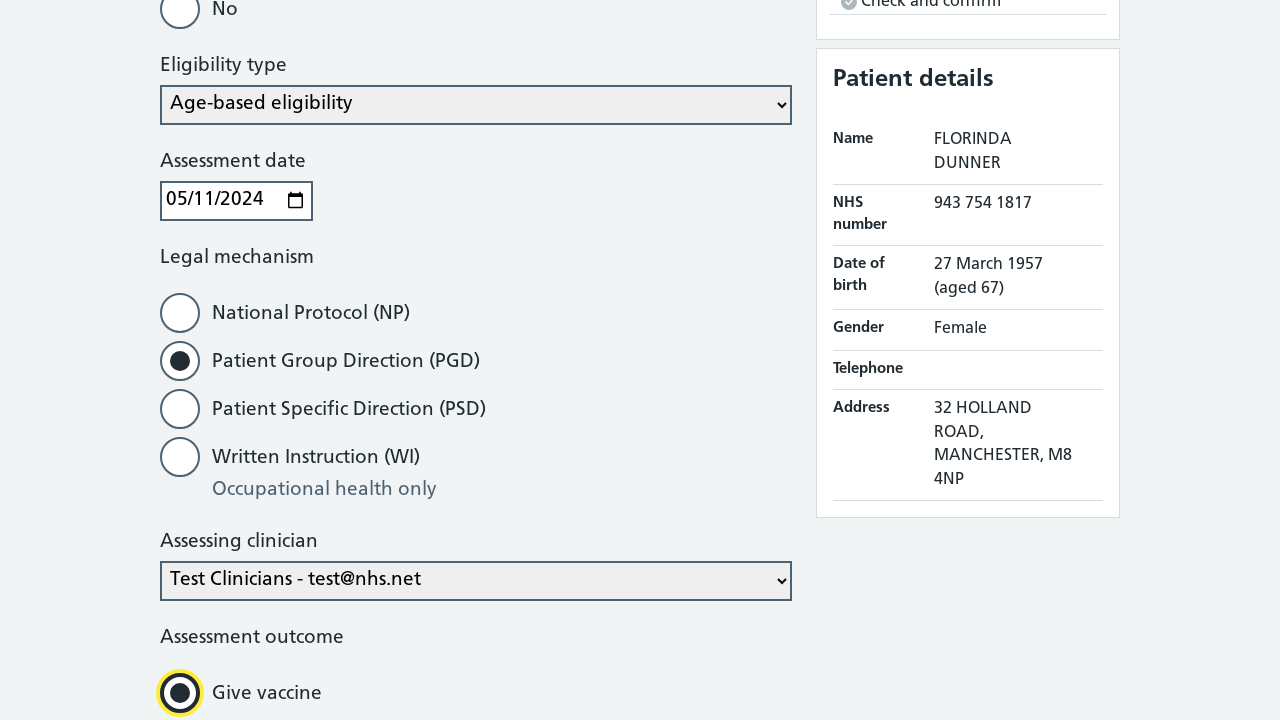 No
Eligibility type
Age-based eligibility
Assessment date
05/11/2024
Legal mechanism
National Protocol (NP)
Patient Group Direction (PGD)
Patient Specific Direction (PSD)
Written Instruction (WI)
Occupational health only
Assessing clinician
Test Clinicians - test@nhs.net
Assessment outcome
Give vaccine
Check and confirm
Patient details
Name
FLORINDA
DUNNER
NHS
number
943 754 1817
Date of
birth
27 March 1957
(aged 67)
Gender
Female
Telephone
Address
32 HOLLAND
ROAD,
MANCHESTER, M8
4NP